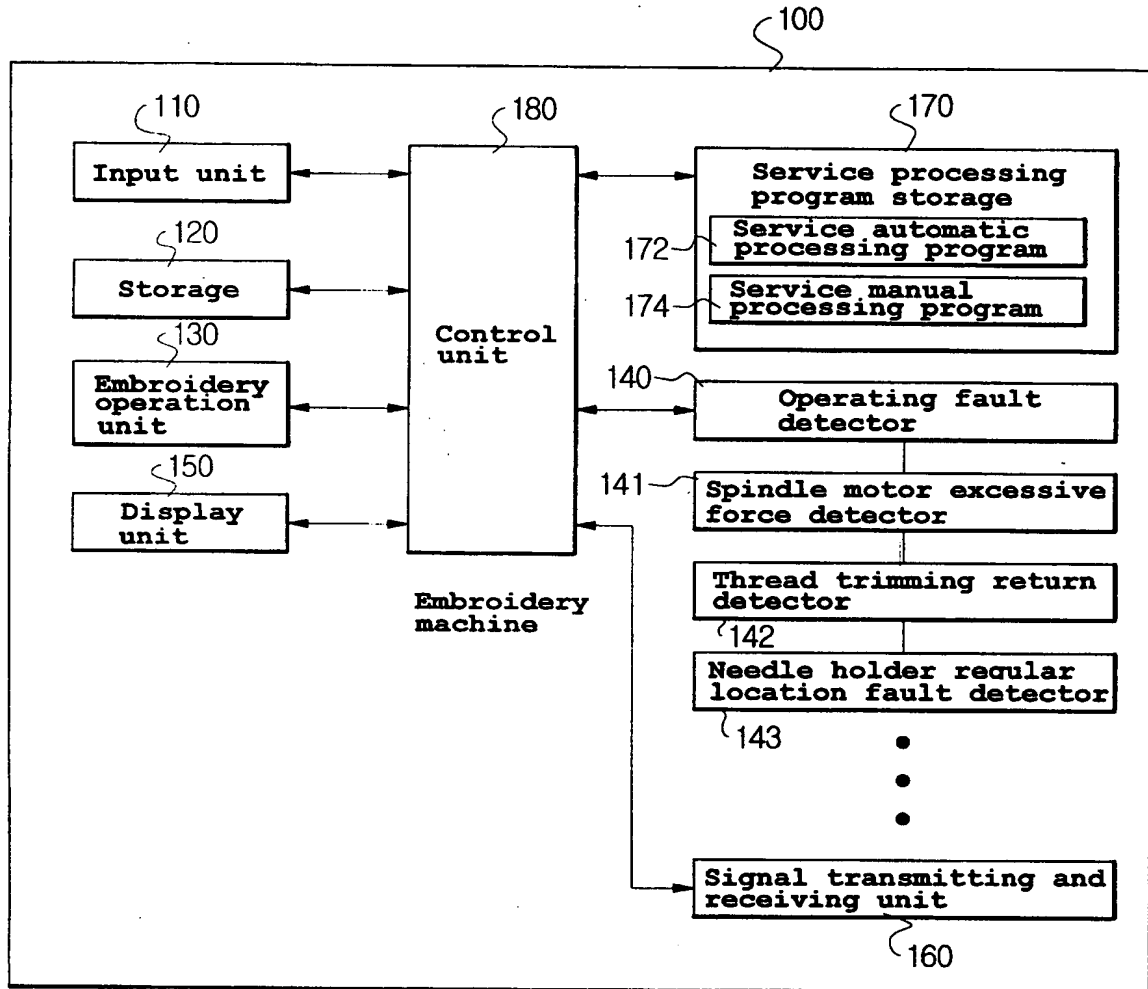 100
110
180
170
Input unit
Service processing
program storage
120
172
Service automatic
processing program
Storage
174
Service manual
processing program
130
Control
unit
140
Embroidery
operation
unit
Operating fault
detector
150
141
Spindle motor excessive
force detector
Display
unit
Thread trimming return
detector
Embroidery
machine
142
Needle holder regular
location fault detector
143
Signal transmitting and
receiving unit
160